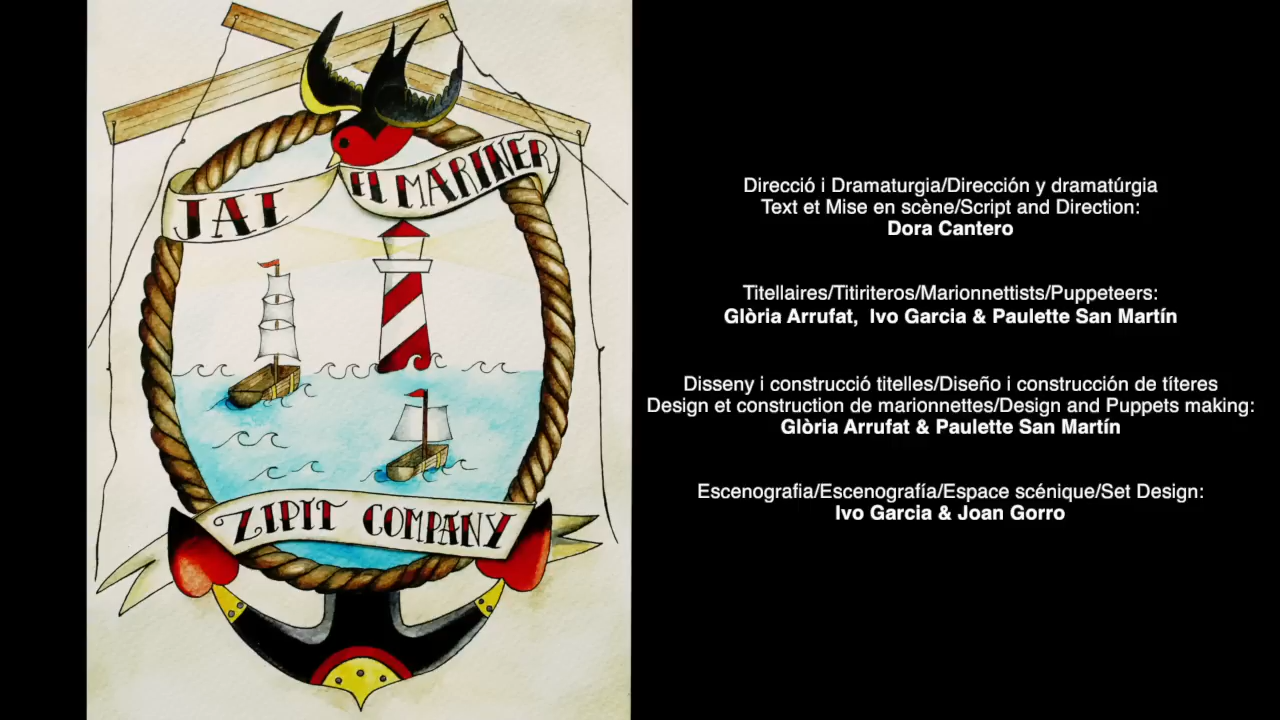 JAI
EL MARINER
ZIPIT COMPANY
Direcció i Dramaturgia/Dirección y dramatúrgia
Text et Mise en scène/Script and Direction:
Dora Cantero
Titellaires/Titiriteros/Marionnettists/Puppeteers:
Glòria Arrufat, Ivo Garcia & Paulette San Martín
Disseny i construcció titelles/Diseño i construcción de títeres
Design et construction de marionnettes/Design and Puppets making:
Glòria Arrufat & Paulette San Martín
Escenografia/Escenografía/Espace scénique/Set Design:
Ivo Garcia & Joan Gorro